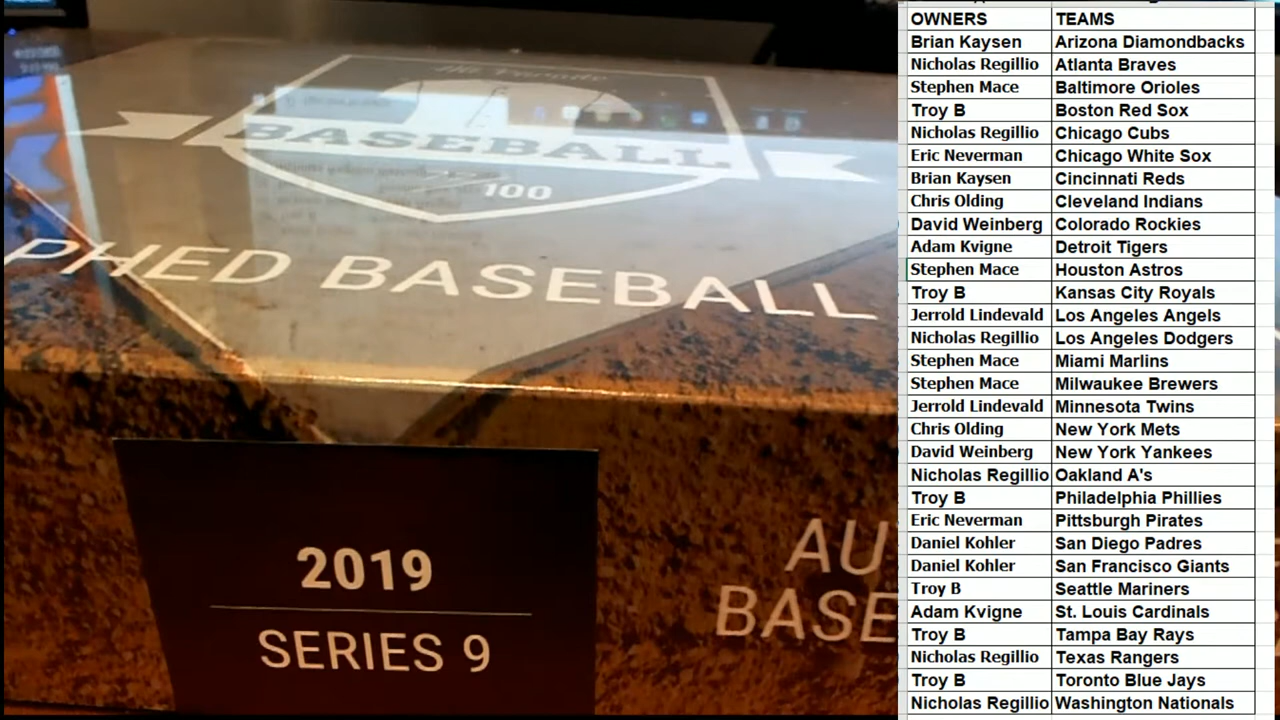 BASEBALL
100
PHED BASEBALL
2019
SERIES 9
AU
BASE
OWNERS TEAMS
Brian Kaysen Arizona Diamondbacks
Nicholas Regillio Atlanta Braves
Stephen Mace Baltimore Orioles
Troy B Boston Red Sox
Nicholas Regillio Chicago Cubs
Eric Neverman Chicago White Sox
Brian Kaysen Cincinnati Reds
Chris Olding Cleveland Indians
David Weinberg Colorado Rockies
Adam Kvigne Detroit Tigers
Stephen Mace Houston Astros
Troy B Kansas City Royals
Jerrold Lindevald Los Angeles Angels
Nicholas Regillio Los Angeles Dodgers
Stephen Mace Miami Marlins
Stephen Mace Milwaukee Brewers
Jerrold Lindevald Minnesota Twins
Chris Olding New York Mets
David Weinberg New York Yankees
Nicholas Regillio Oakland A's
Troy B Philadelphia Phillies
Eric Neverman Pittsburgh Pirates
Daniel Kohler San Diego Padres
Daniel Kohler San Francisco Giants
Troy B Seattle Mariners
Adam Kvigne St. Louis Cardinals
Troy B Tampa Bay Rays
Nicholas Regillio Texas Rangers
Troy B Toronto Blue Jays
Nicholas Regillio Washington Nationals